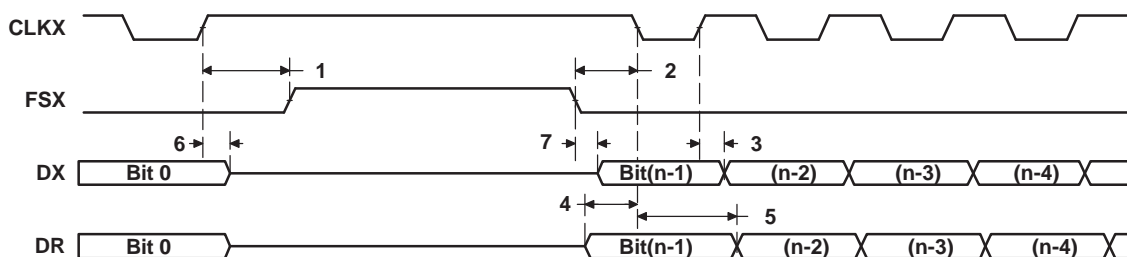 CLKX
1 2
FSX
6 7 3
DX Bit 0 Bit(n-1) (n-2) (n-3) (n-4)
4 5
DR Bit 0 Bit(n-1) (n-2) (n-3) (n-4)